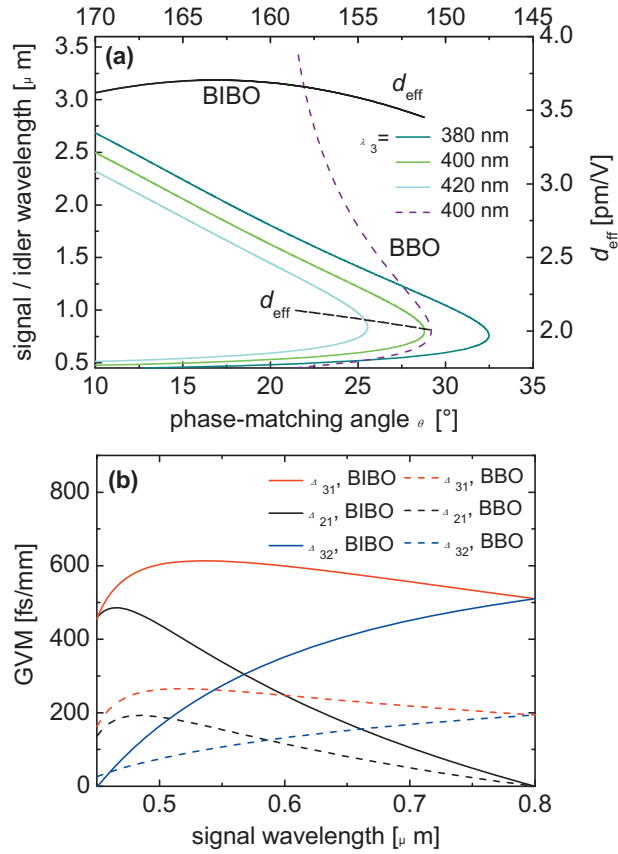 170 165 160 155 150 145
3.5 (a) 4.0
3.0 BIBO d eff 3.5
λ 3 = 380 nm
2.5 400 nm
420 nm 3.0
2.0 400 nm
1.5 BBO 2.5
1.0 d eff 2.0
0.5
10 15 20 25 30 35
signal / idler wavelength [μ m]
d eff [pm/V]
phase-matching angle θ [°]
800 (b) Δ 31, BIBO Δ 31, BBO
Δ 21, BIBO Δ 21, BBO
600 Δ 32, BIBO Δ 32, BBO
400
200
0
0.5 0.6 0.7 0.8
GVM [fs/mm]
signal wavelength [μ m]